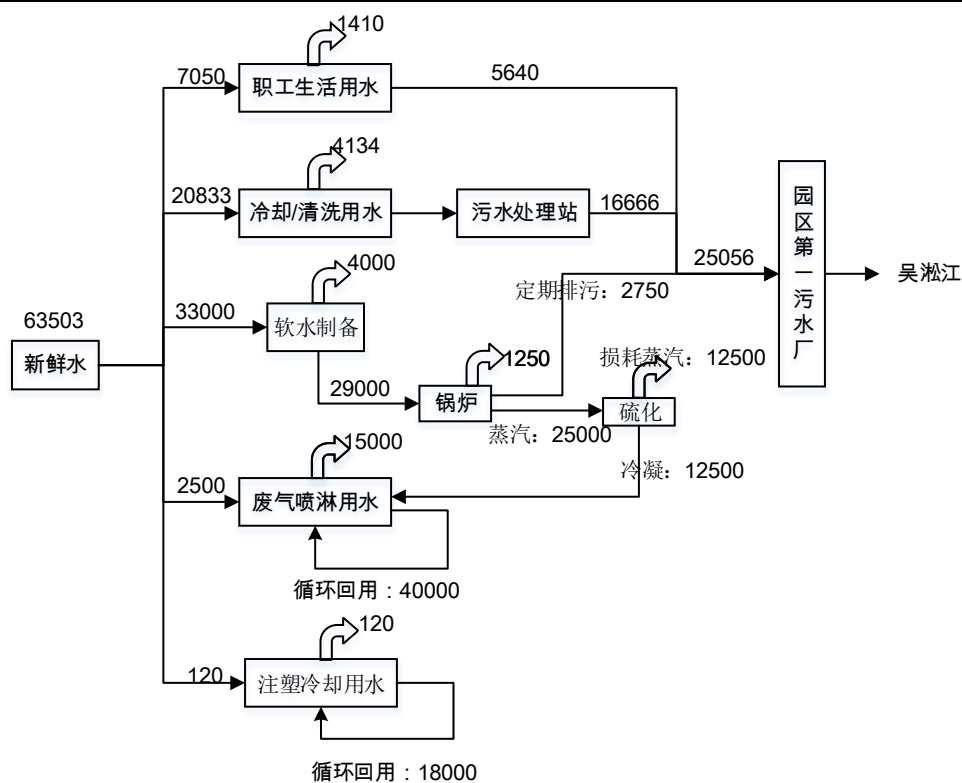 1410
7050
职工生活用水
5640
4134
20833
冷却/清洗用水
污水处理站
16666
园区第一污水厂
25056
吴淞江
4000
定期排污：2750
63503
33000
软水制备
新鲜水
1250
损耗蒸汽：12500
29000
锅炉
硫化
蒸汽：25000
15000
冷凝：12500
2500
废气喷淋用水
循环回用：40000
120
120
注塑冷却用水
循环回用：18000